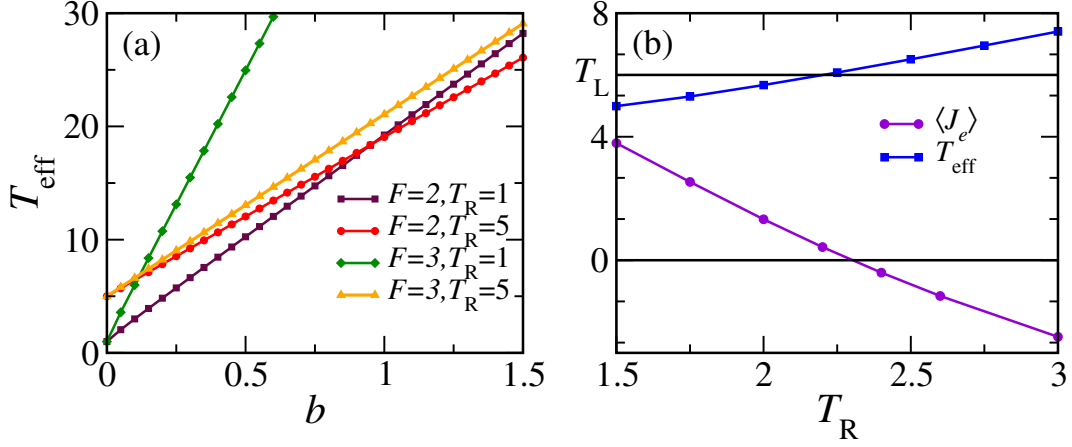 (a)
30
20
10
0
T_eff
F=2,T_R=1
F=2,T_R=5
F=3,T_R=1
F=3,T_R=5
0 0.5 1 1.5
b
(b)
8
T_L
4
0
⟨J_e⟩
T_eff
1.5 2 2.5 3
T_R